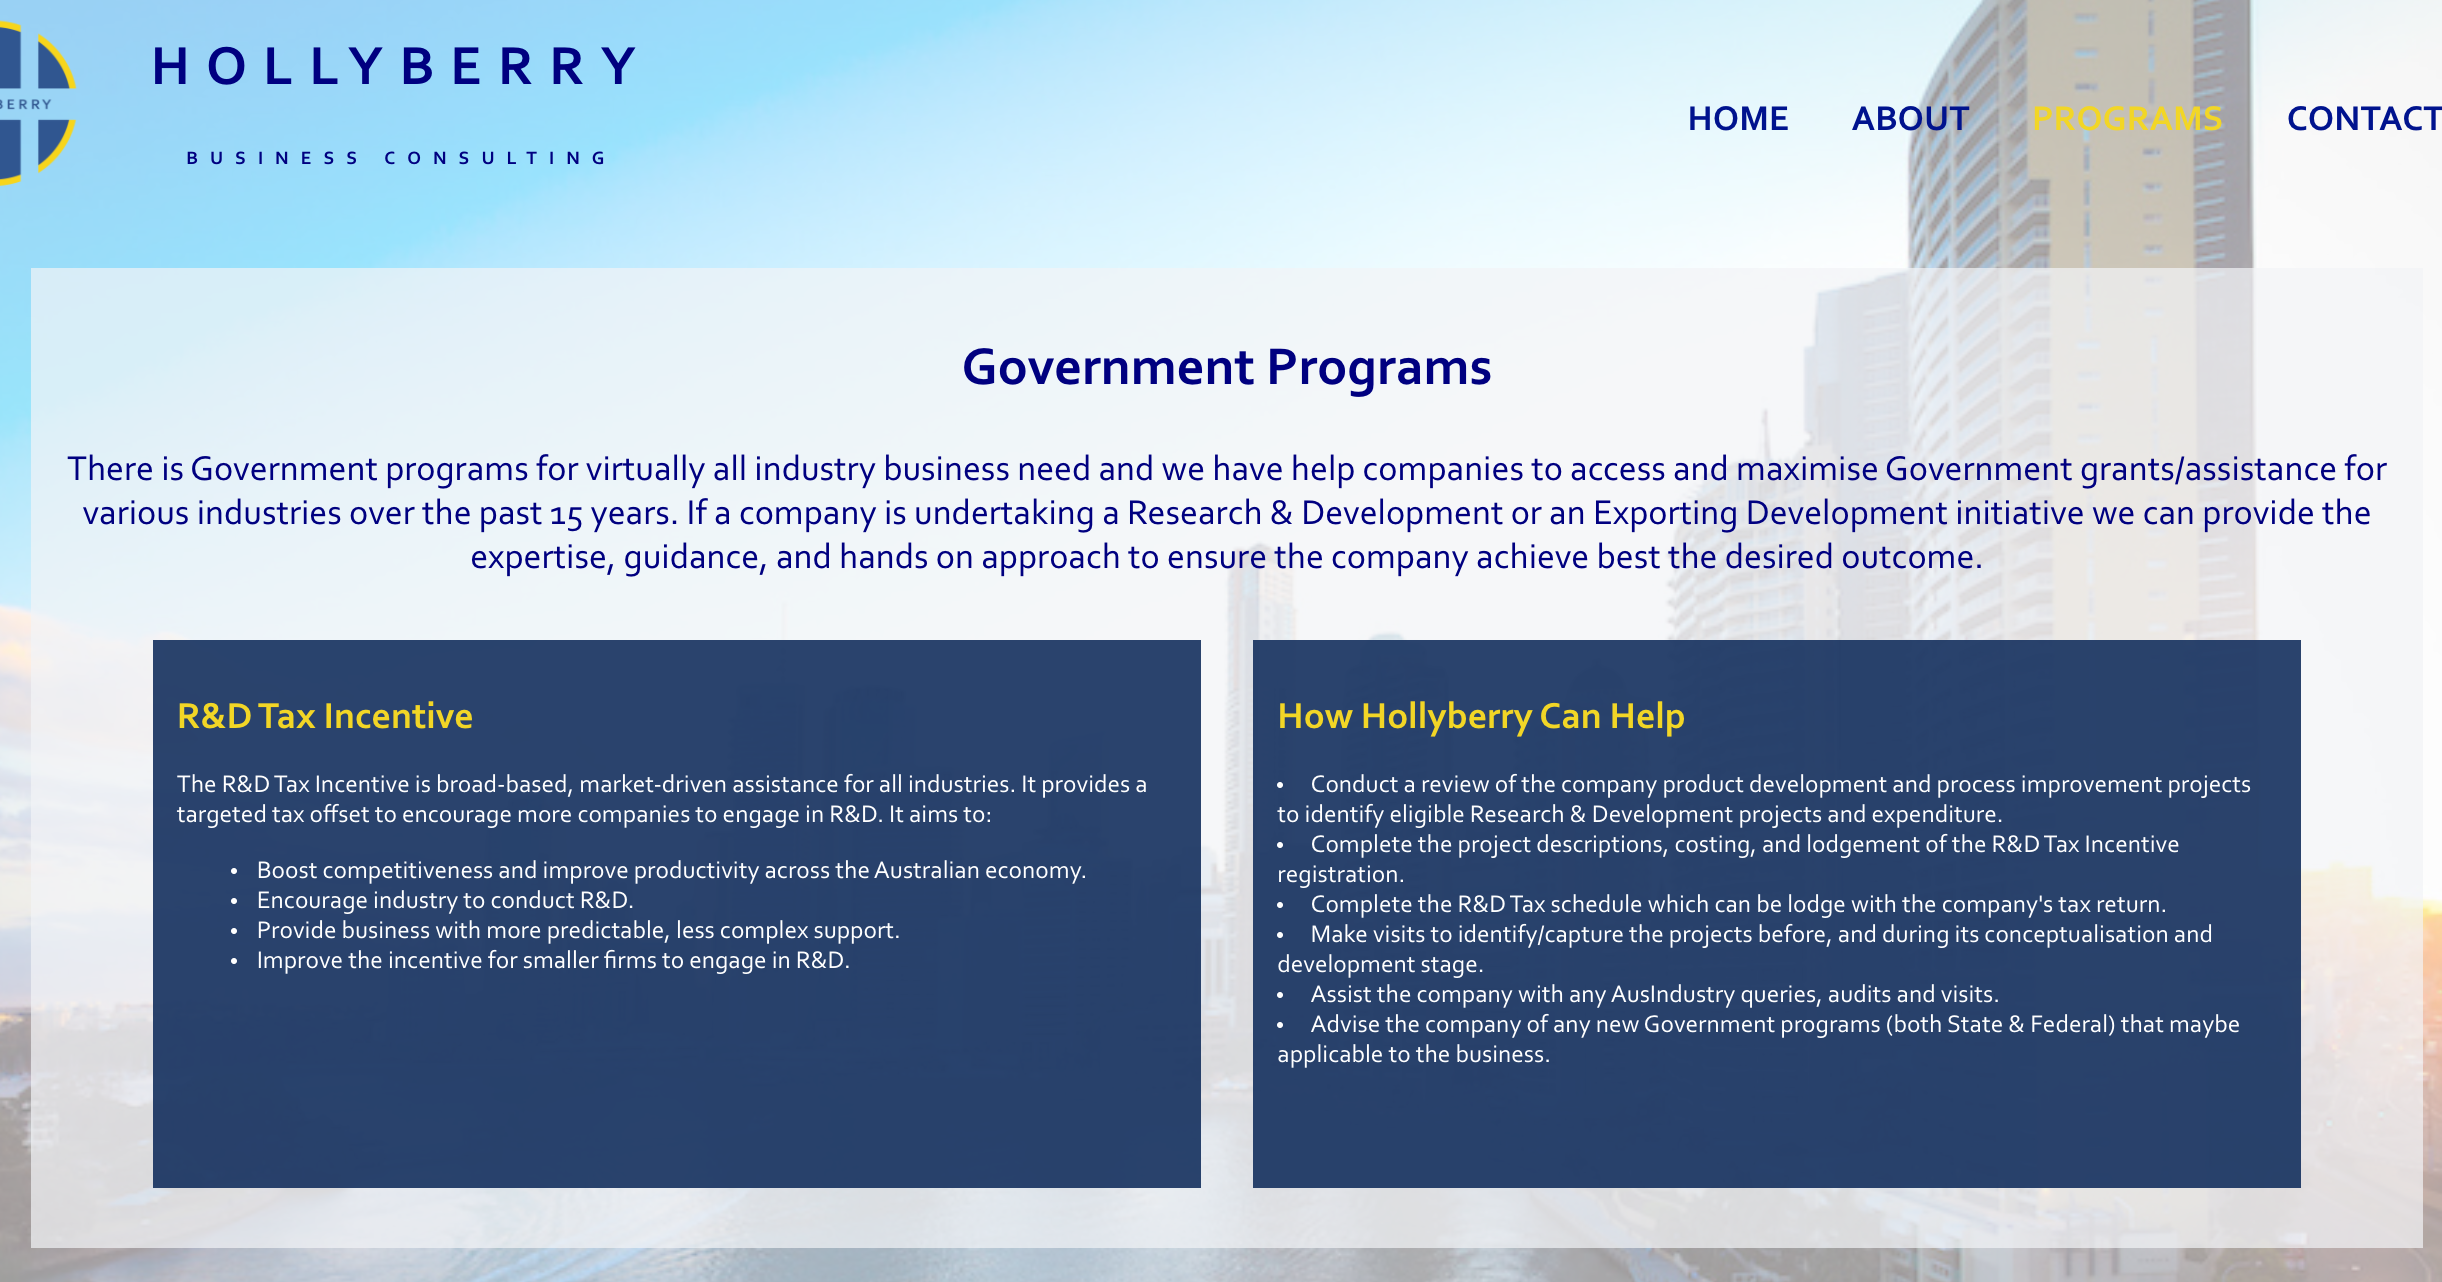 BERRY
HOLLYBERRY
BUSINESS CONSULTING
HOME ABOUT PROGRAMS CONTACT
Government Programs
There is Government programs for virtually all industry business need and we have help companies to access and maximise Government grants/assistance for
various industries over the past 15 years. If a company is undertaking a Research & Development or an Exporting Development initiative we can provide the
expertise, guidance, and hands on approach to ensure the company achieve best the desired outcome.
R&D Tax Incentive
The R&D Tax Incentive is broad-based, market-driven assistance for all industries. It provides a
targeted tax offset to encourage more companies to engage in R&D. It aims to:
• Boost competitiveness and improve productivity across the Australian economy.
• Encourage industry to conduct R&D.
• Provide business with more predictable, less complex support.
• Improve the incentive for smaller firms to engage in R&D.
How Hollyberry Can Help
• Conduct a review of the company product development and process improvement projects
to identify eligible Research & Development projects and expenditure.
• Complete the project descriptions, costing, and lodgement of the R&D Tax Incentive
registration.
• Complete the R&D Tax schedule which can be lodge with the company's tax return.
• Make visits to identify/capture the projects before, and during its conceptualisation and
development stage.
• Assist the company with any AusIndustry queries, audits and visits.
• Advise the company of any new Government programs (both State & Federal) that maybe
applicable to the business.